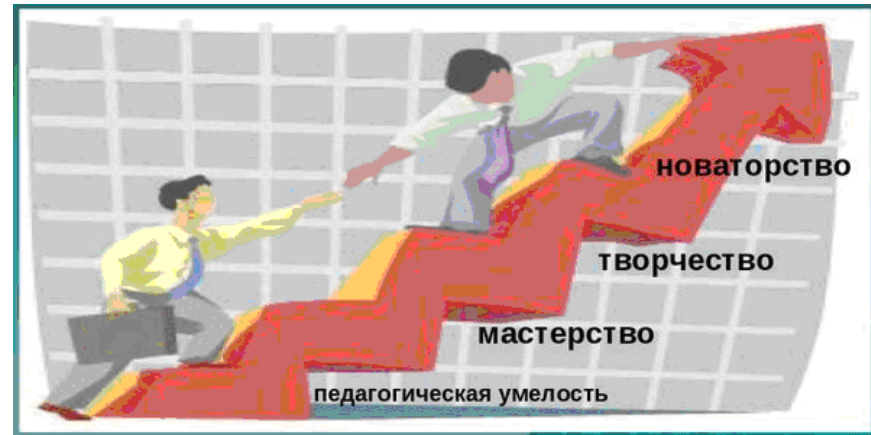 новаторство
творчество
мастерство
педагогическая умелость